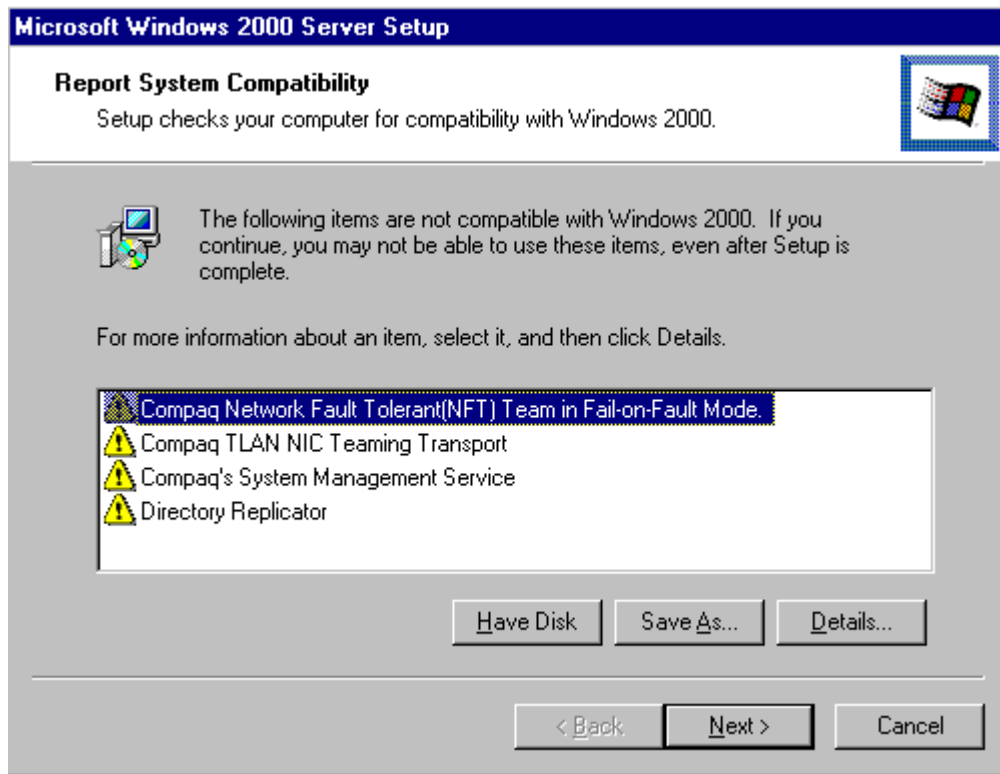 Microsoft Windows 2000 Server Setup
Report System Compatibility
Setup checks your computer for compatibility with Windows 2000.
The following items are not compatible with Windows 2000.  If you
continue, you may not be able to use these items, even after Setup is
complete.
For more information about an item, select it, and then click Details.
Compaq Network Fault Tolerant(NFT) Team in Fail-on-Fault Mode.
Compaq TLAN NIC Teaming Transport
Compaq's System Management Service
Directory Replicator
Have Disk
Save As...
Details...
< Back
Next >
Cancel